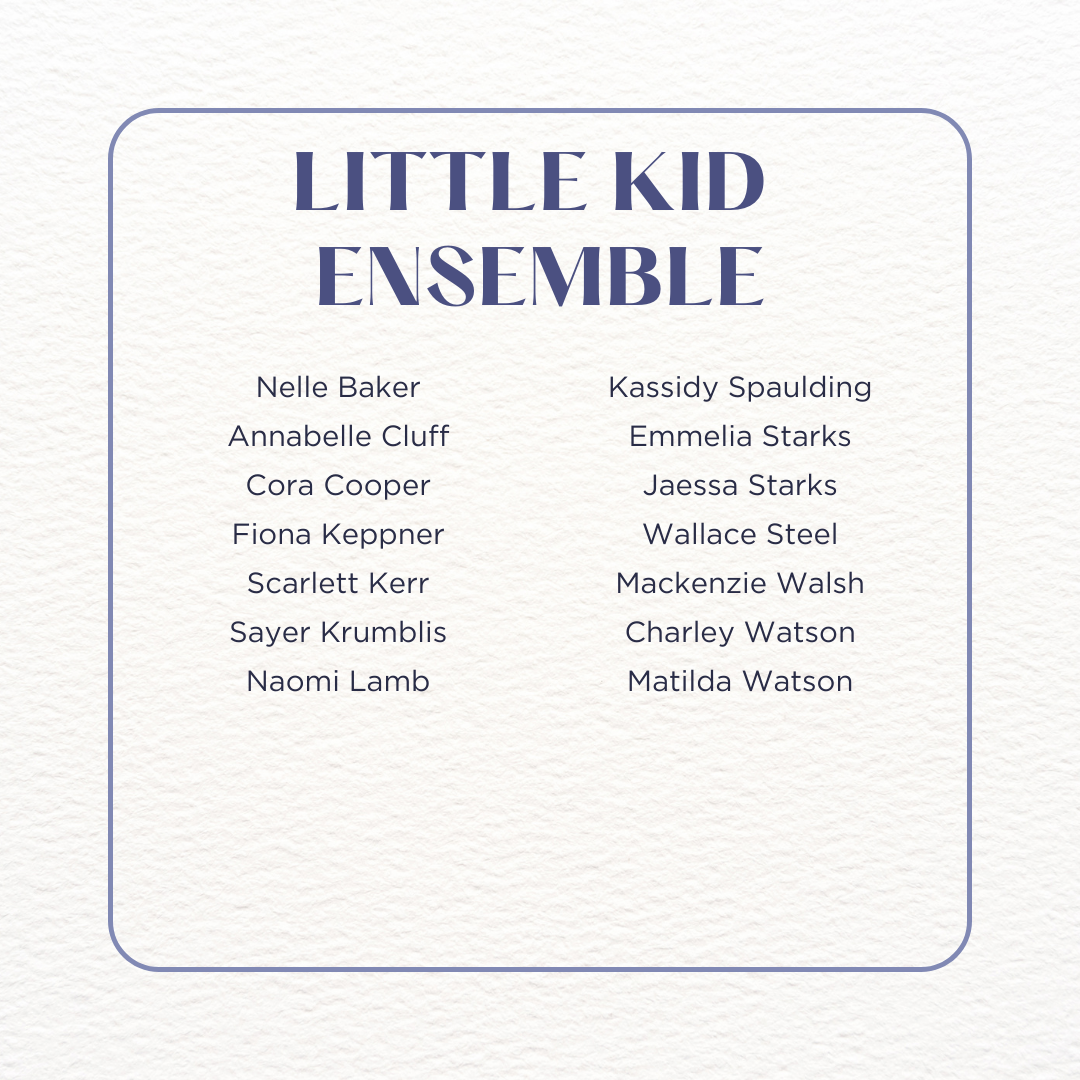 LITTLE KID
ENSEMBLE
Nelle Baker
Annabelle Cluff
Cora Cooper
Fiona Keppner
Scarlett Kerr
Sayer Krumblis
Naomi Lamb
Kassidy Spaulding
Emmelia Starks
Jaessa Starks
Wallace Steel
Mackenzie Walsh
Charley Watson
Matilda Watson